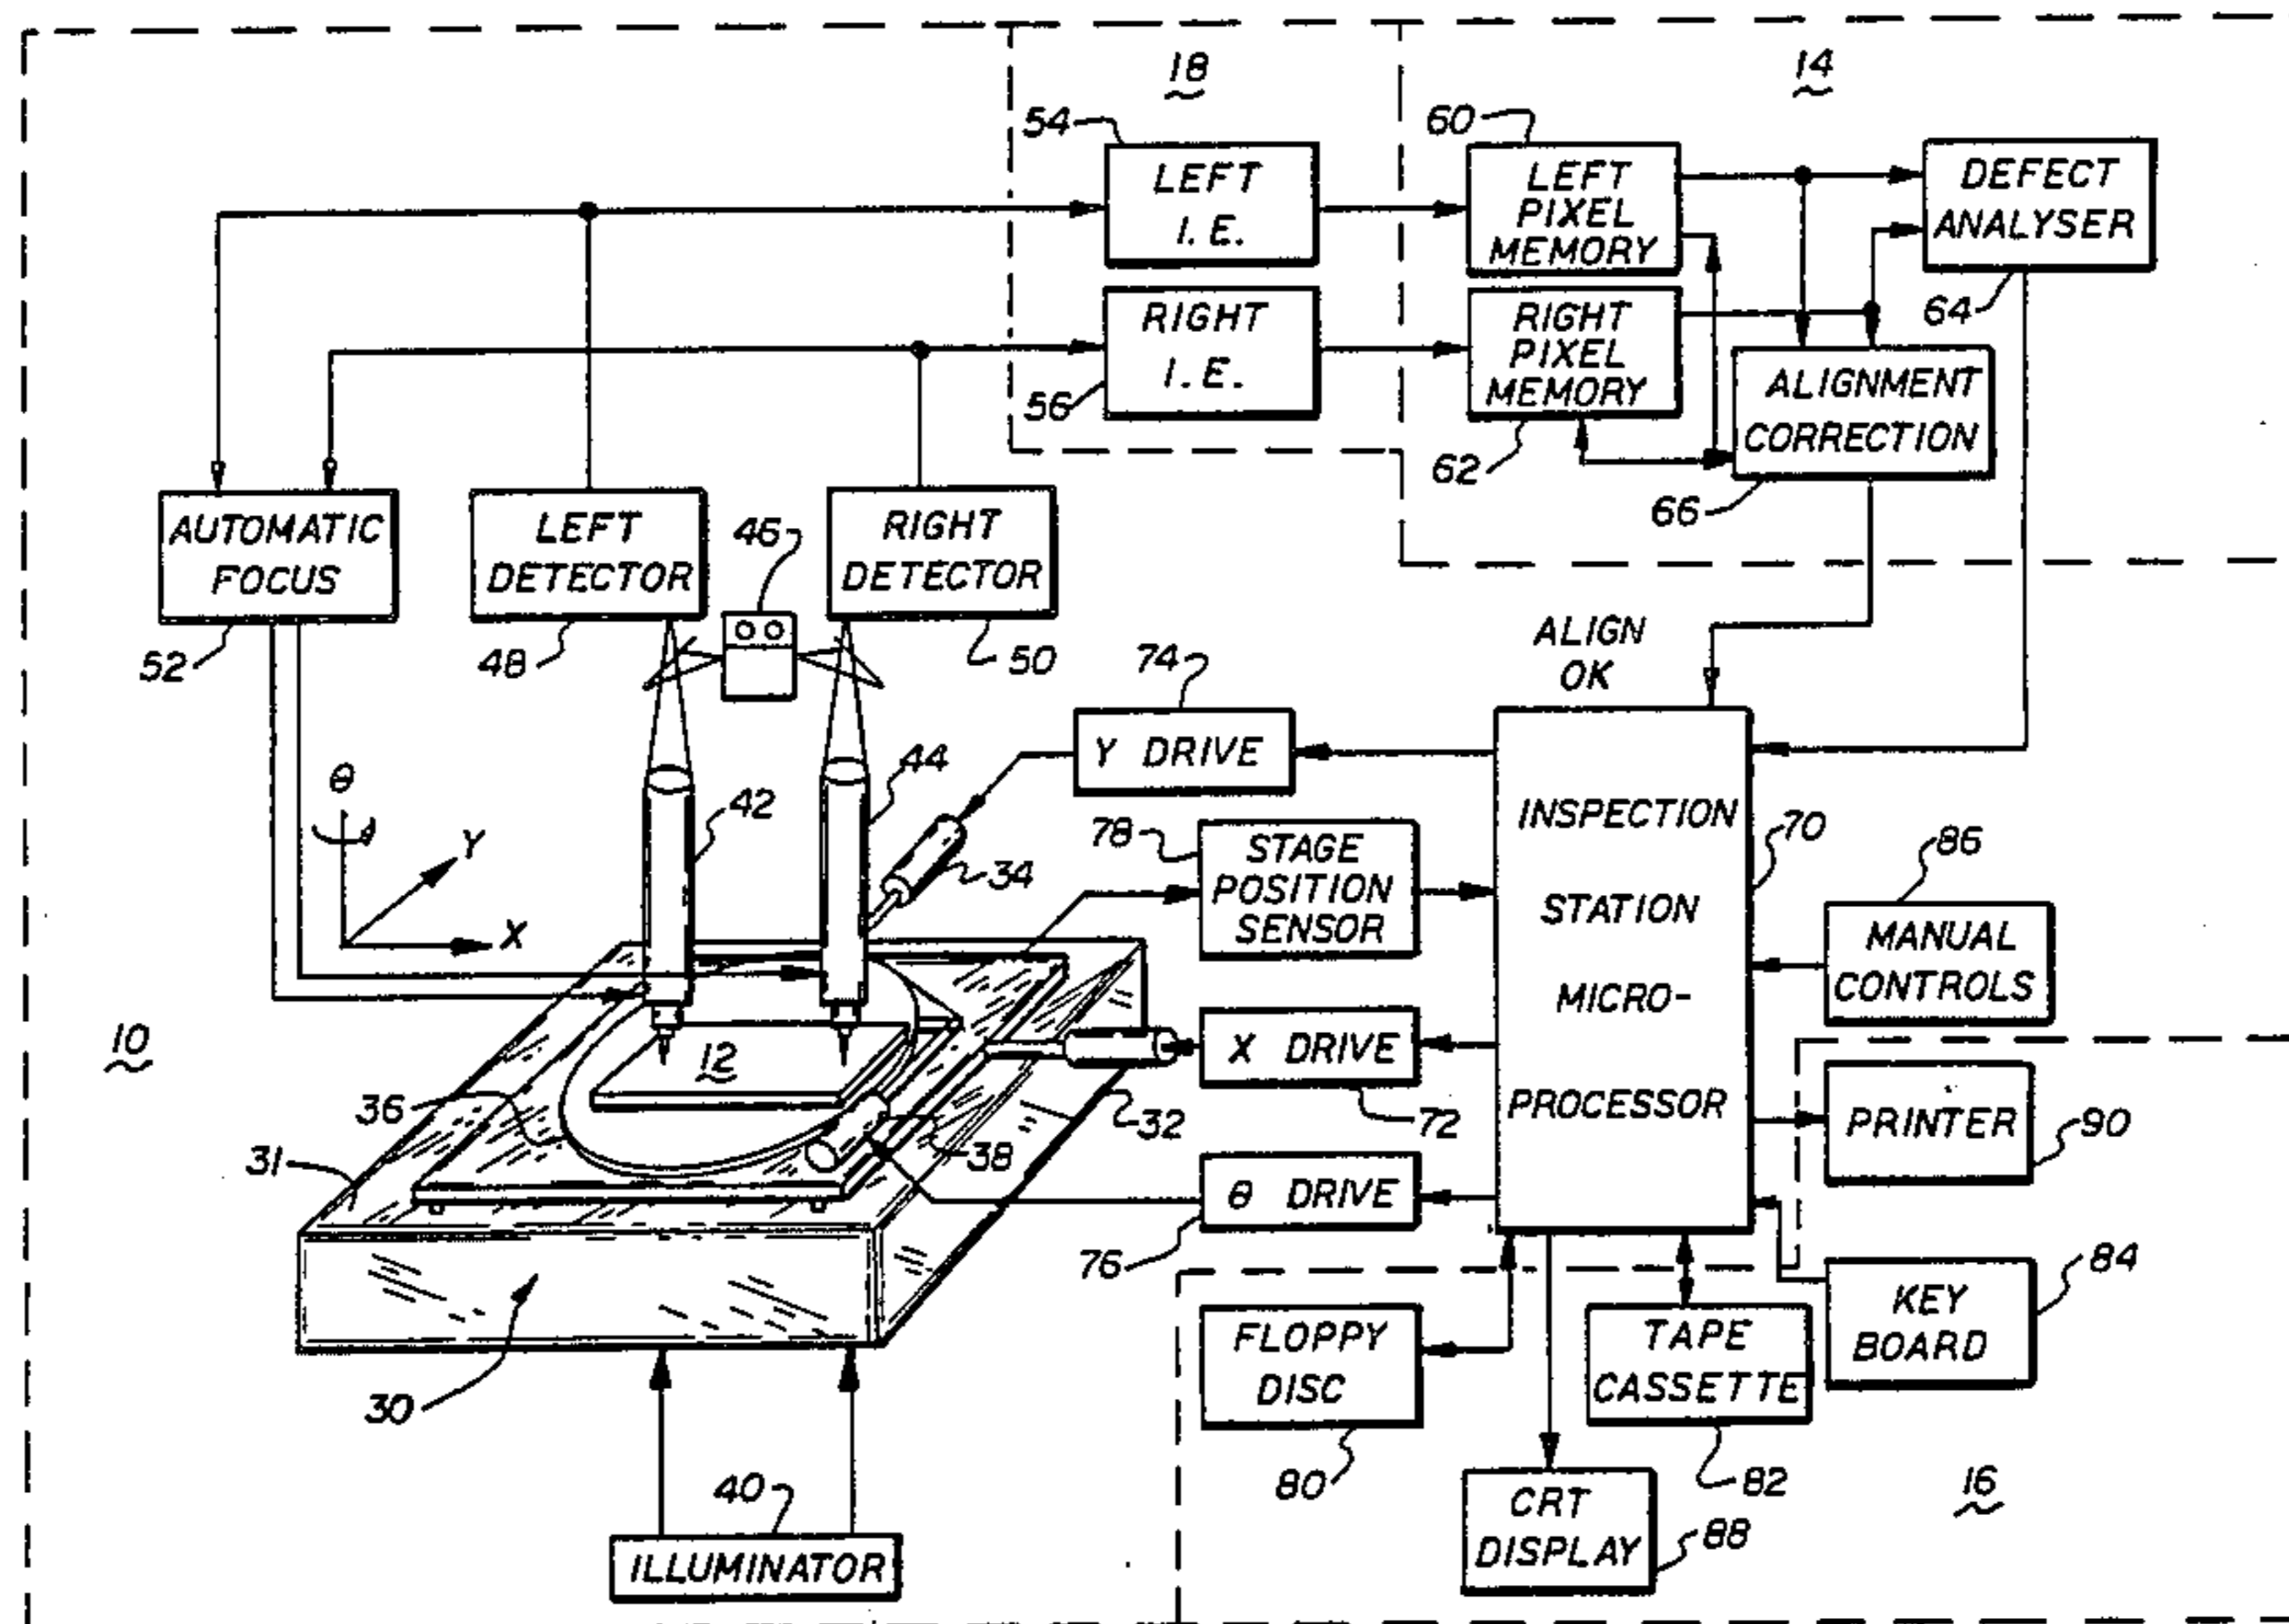 18
14
54
LEFT
I.E.
60
LEFT
PIXEL
MEMORY
DEFECT
ANALYSER
64
RIGHT
I.E.
56
RIGHT
PIXEL
MEMORY
62
ALIGNMENT
CORRECTION
66
AUTOMATIC
FOCUS
52
LEFT
DETECTOR
48
46
RIGHT
DETECTOR
50
ALIGN
OK
74
Y DRIVE
θ
Y
X
42
44
34
78
STAGE
POSITION
SENSOR
INSPECTION
STATION
MICRO-
PROCESSOR
70
86
MANUAL
CONTROLS
10
12
X DRIVE
72
32
36
38
31
PRINTER
90
θ DRIVE
76
30
FLOPPY
DISC
80
TAPE
CASSETTE
82
KEY
BOARD
84
40
ILLUMINATOR
CRT
DISPLAY
88
16